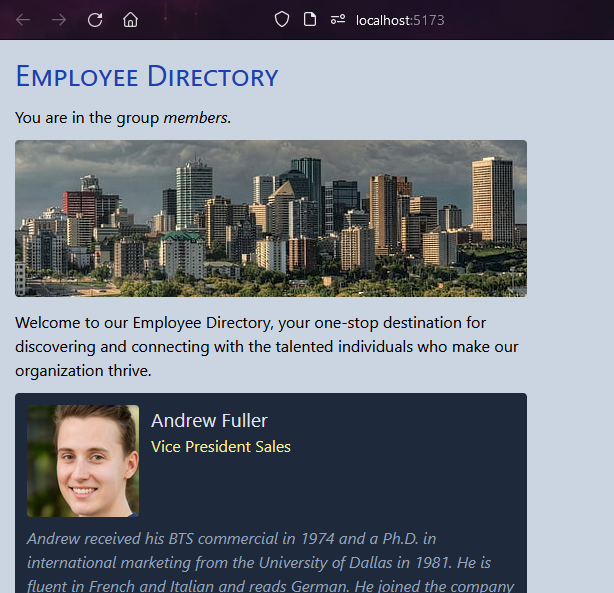 localhost:5173
Employee Directory
You are in the group members.
Welcome to our Employee Directory, your one-stop destination for
discovering and connecting with the talented individuals who make our
organization thrive.
Andrew Fuller
Vice President Sales
Andrew received his BTS commercial in 1974 and a Ph.D. in
international marketing from the University of Dallas in 1981. He is
fluent in French and Italian and reads German. He joined the company